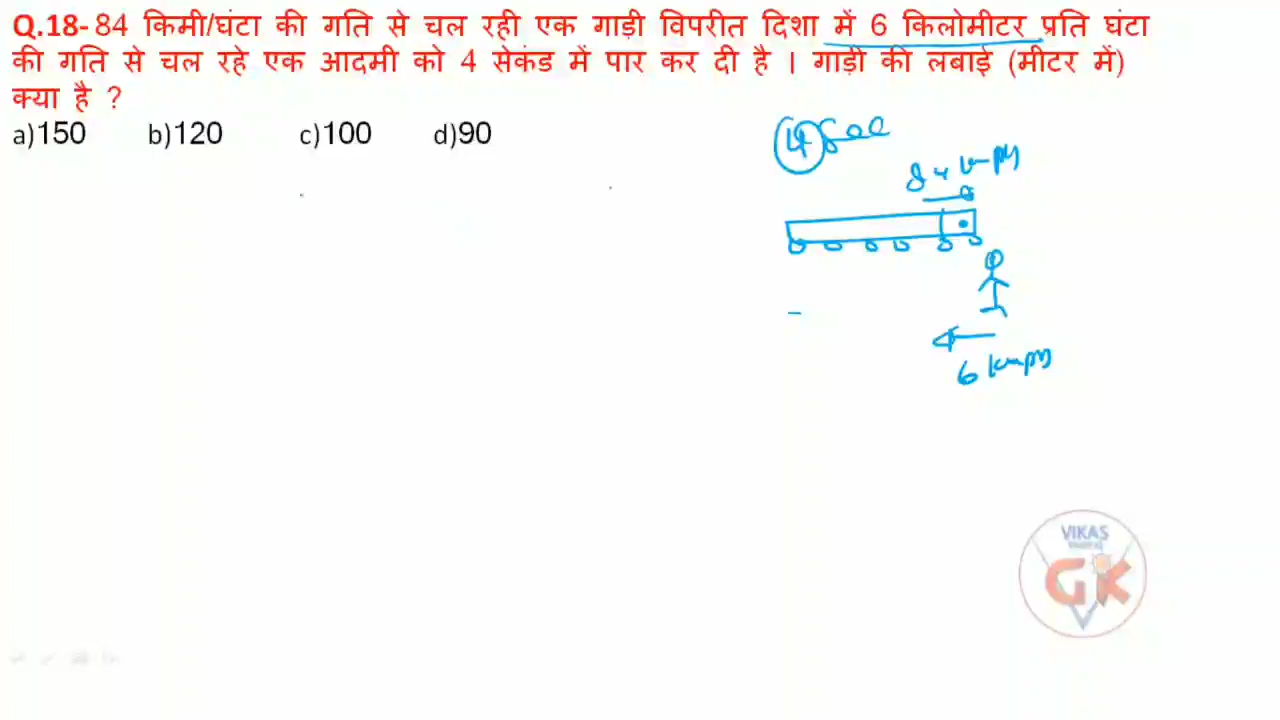 Q.18- 84 किमी/घंटा की गति से चल रही एक गाड़ी विपरीत दिशा में 6 किलोमीटर प्रति घंटा
की गति से चल रहे एक आदमी को 4 सेकंड में पार कर दी है । गाड़ी की लबाई (मीटर में)
क्या है ?
a)150 b)120 c)100 d)90
4 sec
84 kmph
6 kmph
VIKAS
GK